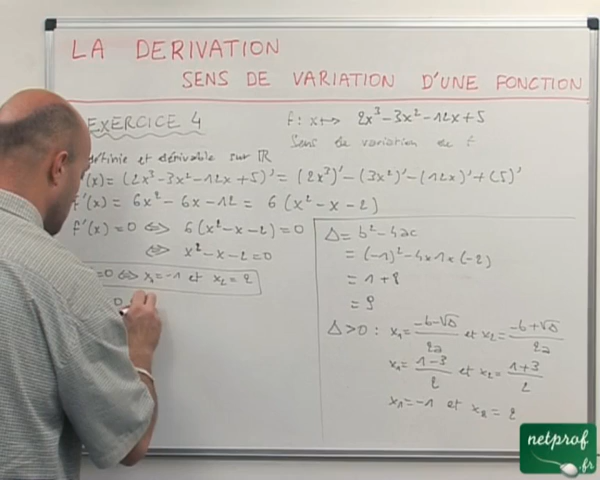 LA DERIVATION
SENS DE VARIATION D'UNE FONCTION
EXERCICE 4
f: x ↦ 2x³-3x²-12x+5
Sens de variation de f
définie et dérivable sur ℝ
'(x) = (2x³-3x²-12x+5)' = (2x³)'-(3x²)'-(12x)'+(5)'
f'(x) = 6x²-6x-12 = 6(x²-x-2)
f'(x)=0 ⇔ 6(x²-x-2)=0
⇔ x²-x-2=0
=0 ⇔ x₁=-1 et x₂=2
0
Δ= b²-4ac
= (-1)²-4×1×(-2)
= 1+8
= 9
Δ>0 : x₁= (-b-√Δ)/2a et x₂= (-b+√Δ)/2a
x₁= (1-3)/2 et x₂= (1+3)/2
x₁=-1 et x₂= 2
netprof
.fr